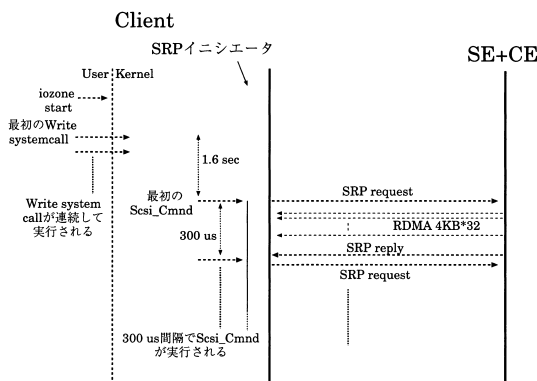 Client
SRPイニシエータ
SE+CE
User
Kernel
iozone
start
最初のWrite
systemcall
1.6 sec
最初の
Scsi_Cmnd
SRP request
Write system
callが連続して
実行される
RDMA 4KB*32
300 us
SRP reply
SRP request
300 us間隔でScsi_Cmnd
が実行される